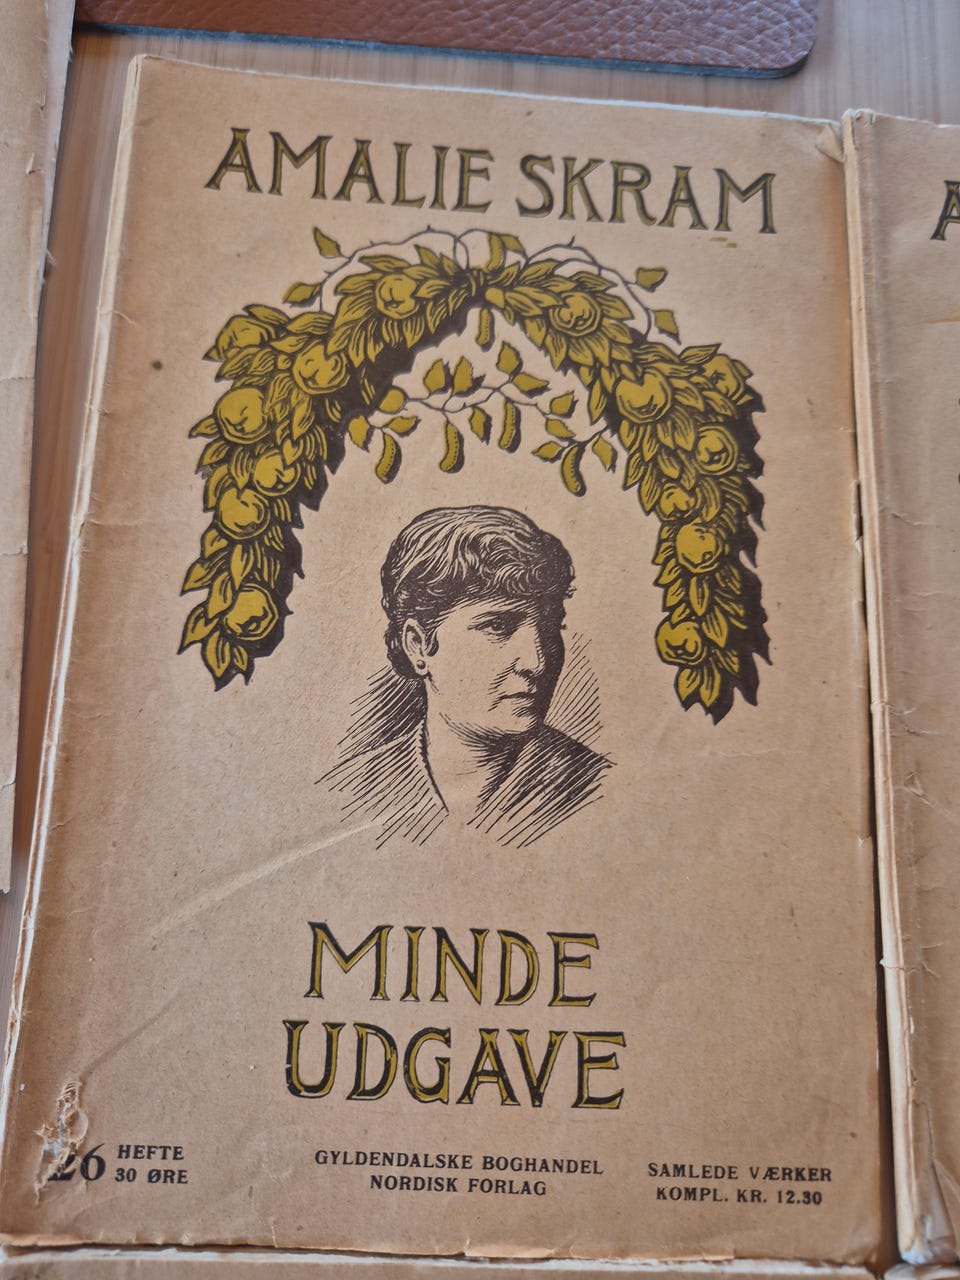 AMALIE SKRAM
MINDE
UDGAVE
26 HEFTE
30 ØRE
GYLDENDALSKE BOGHANDEL
NORDISK FORLAG
SAMLEDE VÆRKER
KOMPL. KR. 12.30